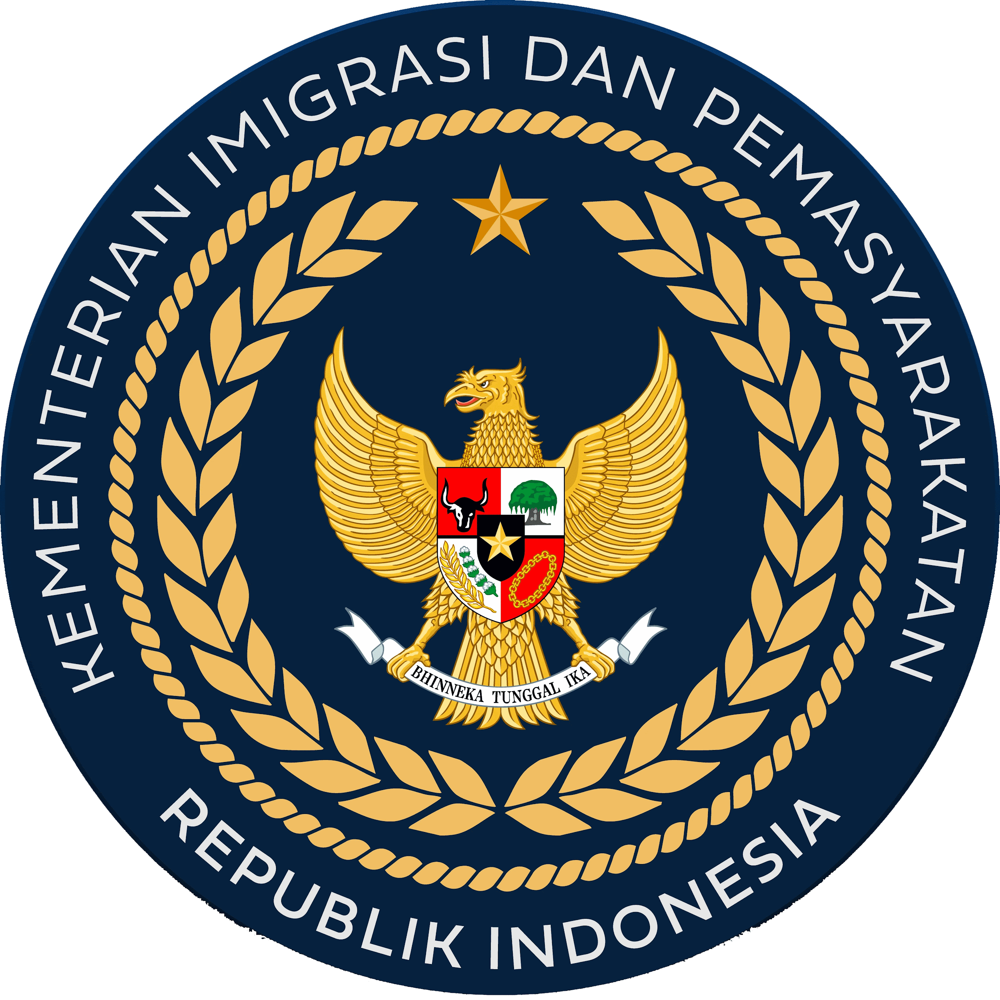 KEMENTERIAN IMIGRASI DAN PEMASYARAKATAN
BHINNEKA TUNGGAL IKA
REPUBLIK INDONESIA